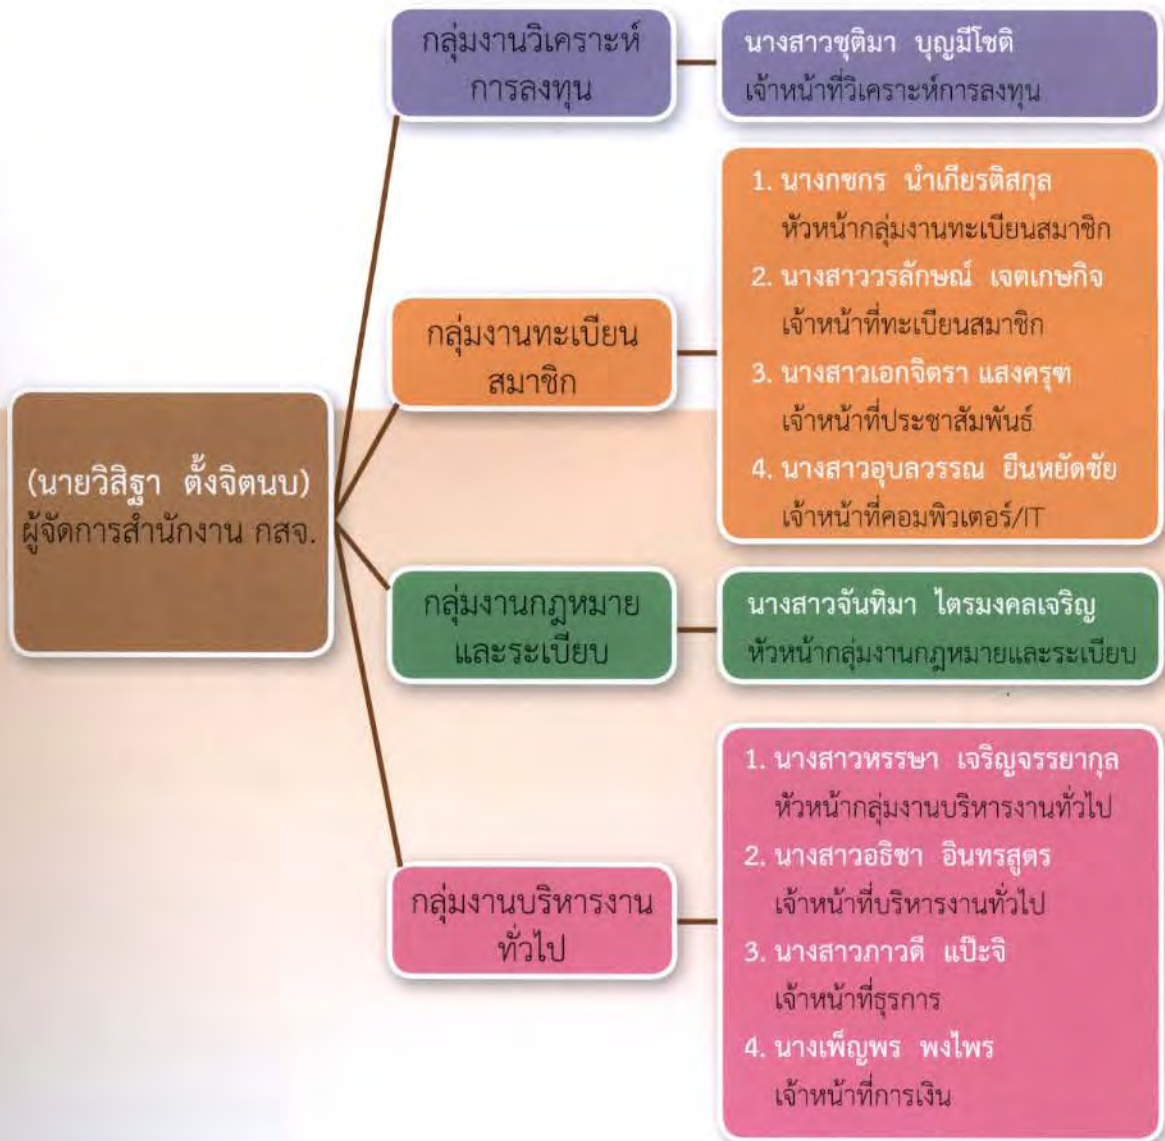 (นายวิสิฐา ตั้งจิตนบ)
ผู้จัดการสำนักงาน กสจ.
กลุ่มงานวิเคราะห์
การลงทุน
นางสาวชุติมา บุญมีโชติ
เจ้าหน้าที่วิเคราะห์การลงทุน
กลุ่มงานทะเบียน
สมาชิก
1. นางกชกร นำเกียรติสกุล
หัวหน้ากลุ่มงานทะเบียนสมาชิก
2. นางสาววรลักษณ์ เจตเกษกิจ
เจ้าหน้าที่ทะเบียนสมาชิก
3. นางสาวเอกจิตรา แสงครุฑ
เจ้าหน้าที่ประชาสัมพันธ์
4. นางสาวอุบลวรรณ ยืนหยัดชัย
เจ้าหน้าที่คอมพิวเตอร์/IT
กลุ่มงานกฎหมาย
และระเบียบ
นางสาวจันทิมา ไตรมงคลเจริญ
หัวหน้ากลุ่มงานกฎหมายและระเบียบ
กลุ่มงานบริหารงาน
ทั่วไป
1. นางสาวหรรษา เจริญจรรยากุล
หัวหน้ากลุ่มงานบริหารงานทั่วไป
2. นางสาวอธิชา อินทรสูตร
เจ้าหน้าที่บริหารงานทั่วไป
3. นางสาวภาวดี แป๊ะจิ
เจ้าหน้าที่ธุรการ
4. นางเพ็ญพร พงไพร
เจ้าหน้าที่การเงิน